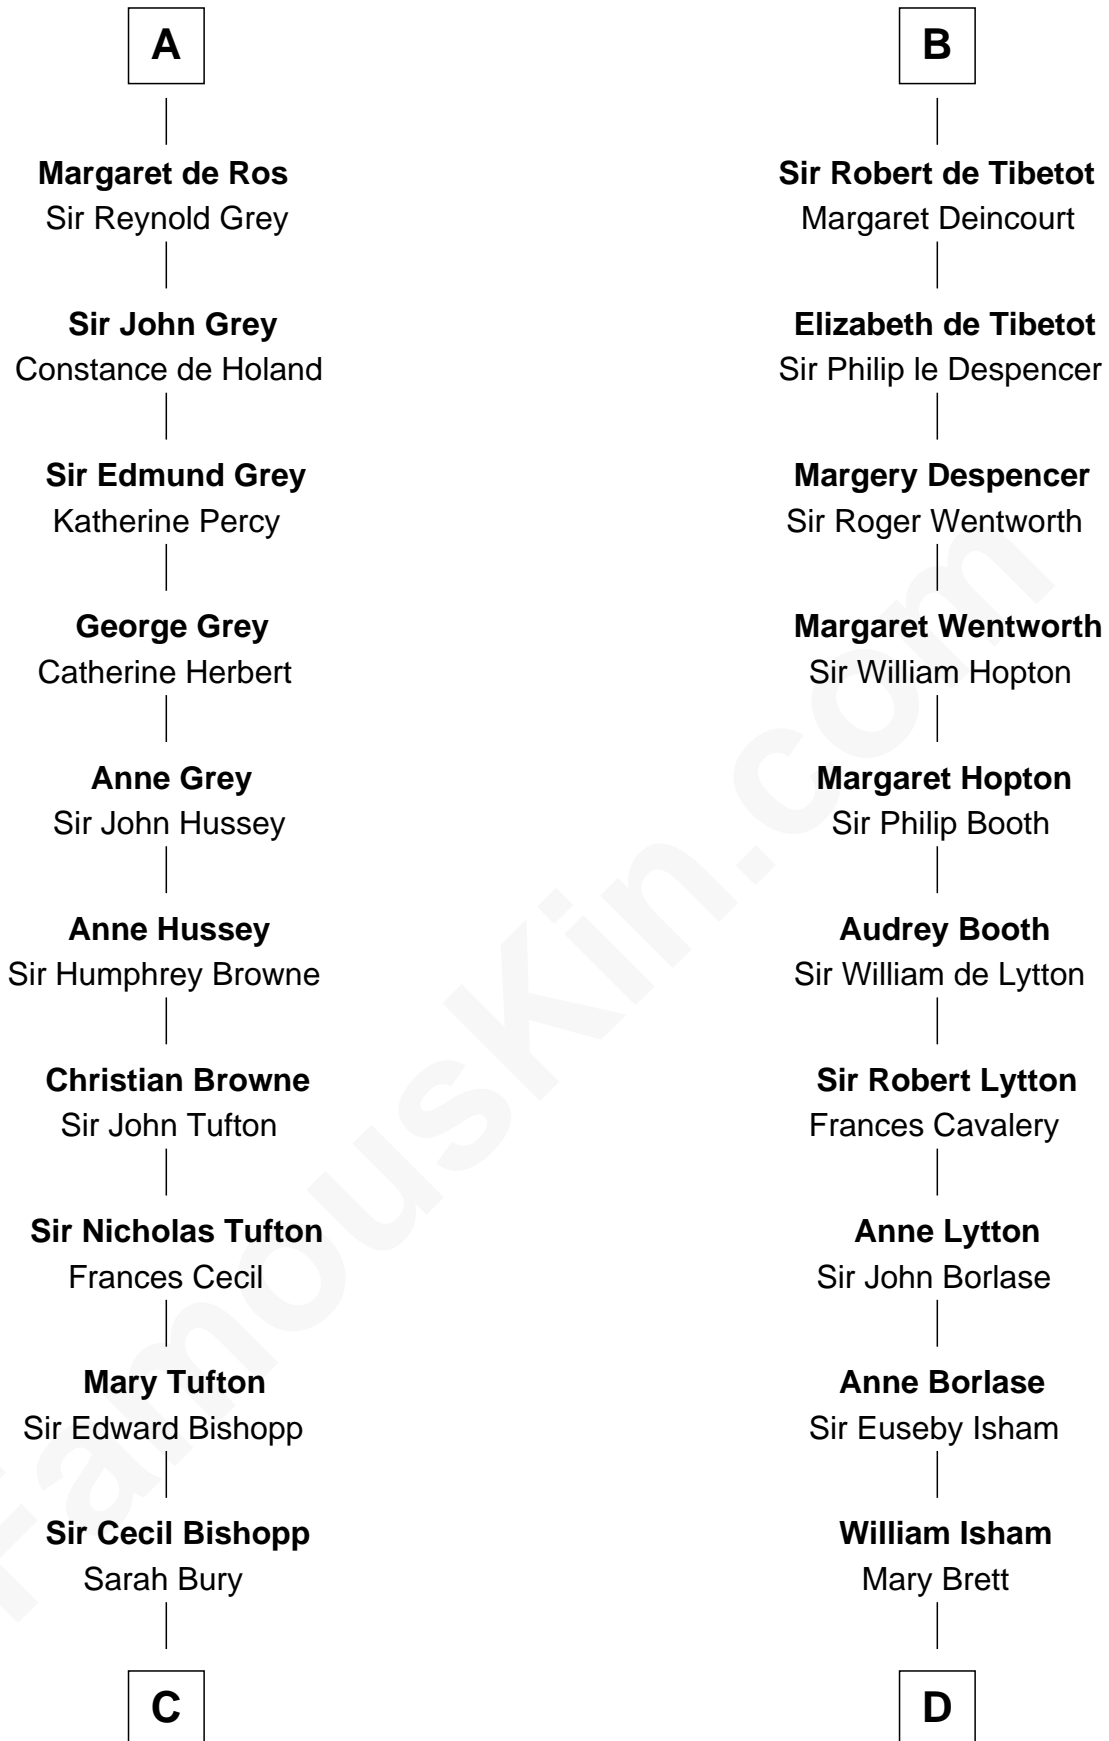 A
Margaret de Ros
Sir Reynold Grey
Sir John Grey
Constance de Holand
Sir Edmund Grey
Katherine Percy
George Grey
Catherine Herbert
Anne Grey
Sir John Hussey
Anne Hussey
Sir Humphrey Browne
Christian Browne
Sir John Tufton
Sir Nicholas Tufton
Frances Cecil
Mary Tufton
Sir Edward Bishopp
Sir Cecil Bishopp
Sarah Bury
C
B
Sir Robert de Tibetot
Margaret Deincourt
Elizabeth de Tibetot
Sir Philip le Despencer
Margery Despencer
Sir Roger Wentworth
Margaret Wentworth
Sir William Hopton
Margaret Hopton
Sir Philip Booth
Audrey Booth
Sir William de Lytton
Sir Robert Lytton
Frances Cavalery
Anne Lytton
Sir John Borlase
Anne Borlase
Sir Euseby Isham
William Isham
Mary Brett
D
FamousKin.com